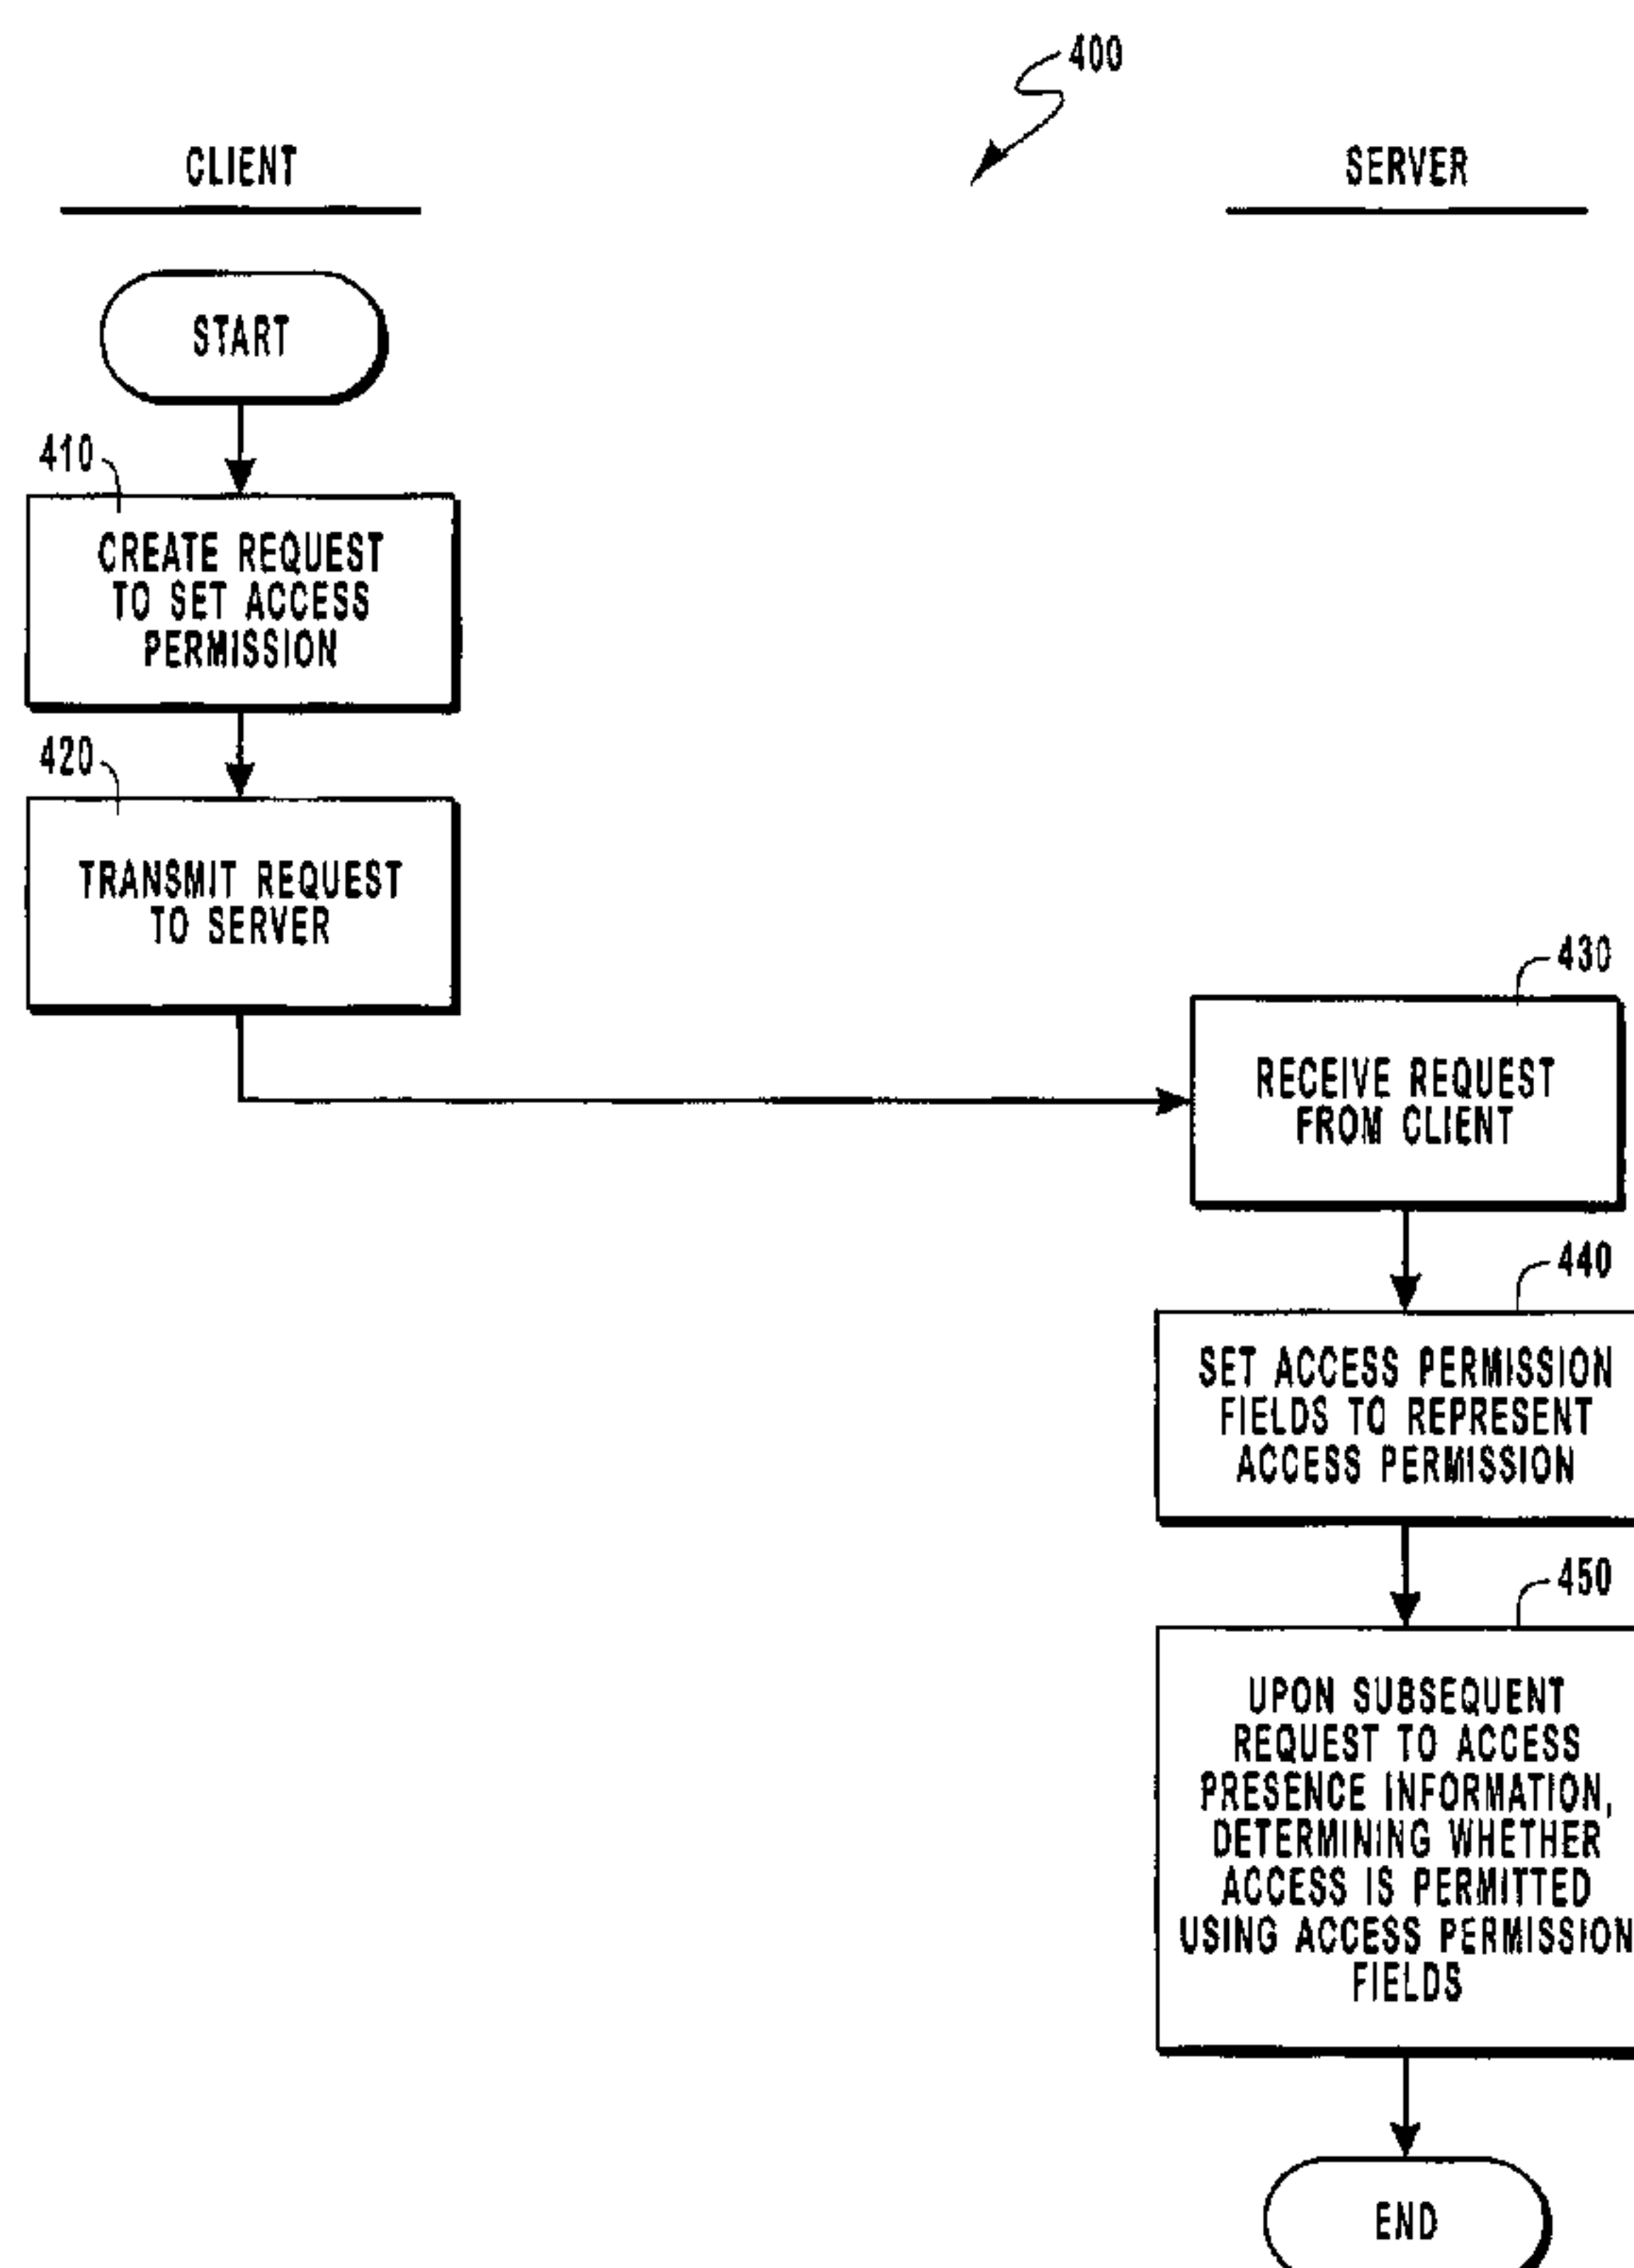 400
CLIENT
SERVER
START
410
CREATE REQUEST
TO SET ACCESS
PERMISSION
420
TRANSMIT REQUEST
TO SERVER
430
RECEIVE REQUEST
FROM CLIENT
440
SET ACCESS PERMISSION
FIELDS TO REPRESENT
ACCESS PERMISSION
450
UPON SUBSEQUENT
REQUEST TO ACCESS
PRESENCE INFORMATION,
DETERMINING WHETHER
ACCESS IS PERMITTED
USING ACCESS PERMISSION
FIELDS
END